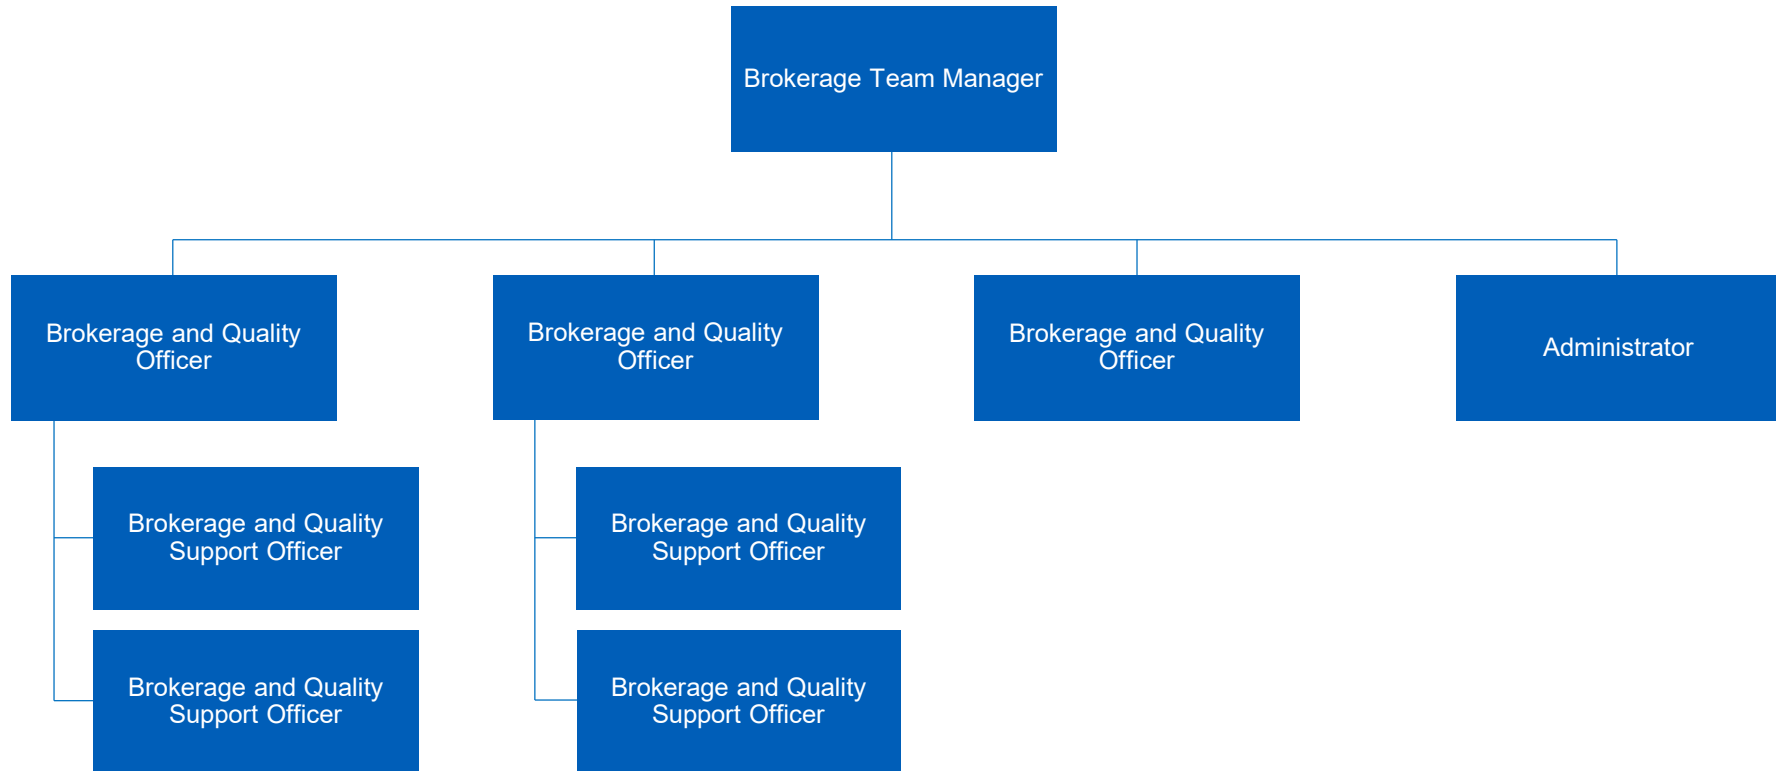 Brokerage Team Manager
Brokerage and Quality
Officer
Brokerage and Quality
Officer
Brokerage and Quality
Officer
Administrator
Brokerage and Quality
Support Officer
Brokerage and Quality
Support Officer
Brokerage and Quality
Support Officer
Brokerage and Quality
Support Officer